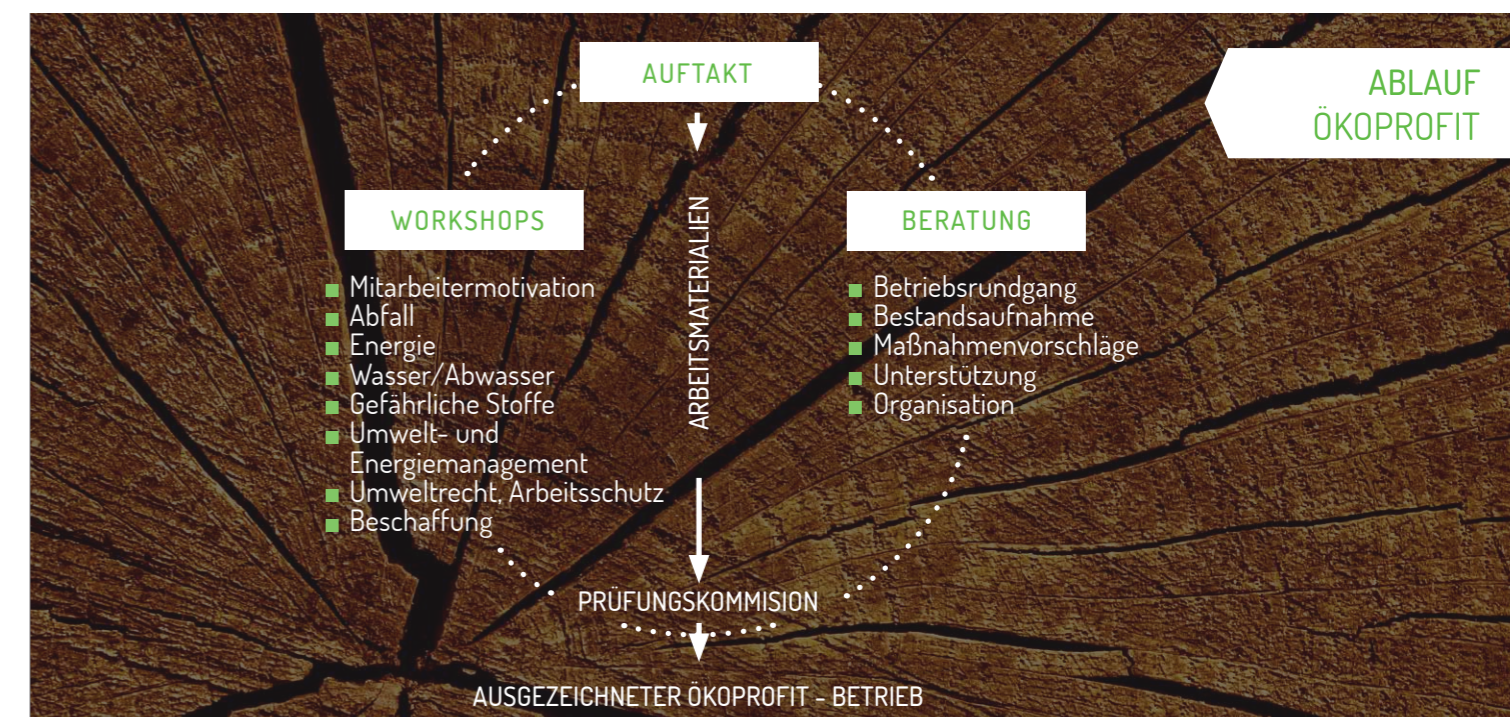 ABLAUF
ÖKOPROFIT
AUFTAKT
WORKSHOPS
Mitarbeitermotivation
Abfall
Energie
Wasser/Abwasser
Gefährliche Stoffe
Umwelt- und
Energiemanagement
Umweltrecht, Arbeitsschutz
Beschaffung
ARBEITSMATERIALIEN
BERATUNG
Betriebsrundgang
Bestandsaufnahme
Maßnahmenvorschläge
Unterstützung
Organisation
PRÜFUNGSKOMMISION
AUSGEZEICHNETER ÖKOPROFIT - BETRIEB